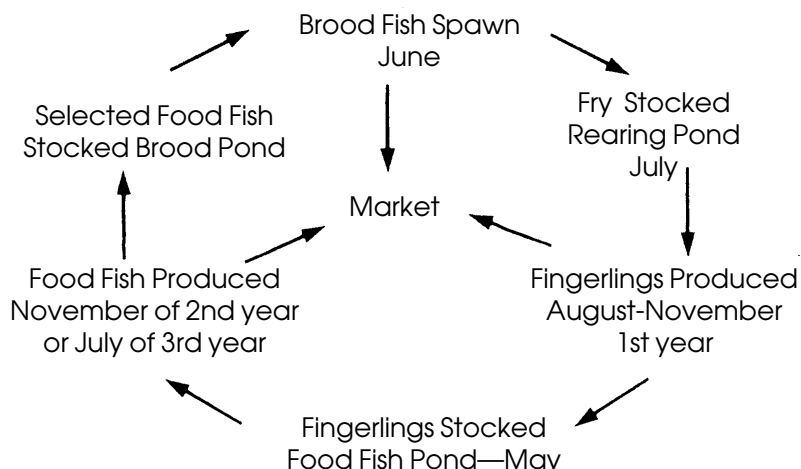 Brood Fish Spawn
June
Fry Stocked
Rearing Pond
July
Selected Food Fish
Stocked Brood Pond
Market
Food Fish Produced
November of 2nd year
or July of 3rd year
Fingerlings Produced
August-November
1st year
Fingerlings Stocked
Food Fish Pond—May